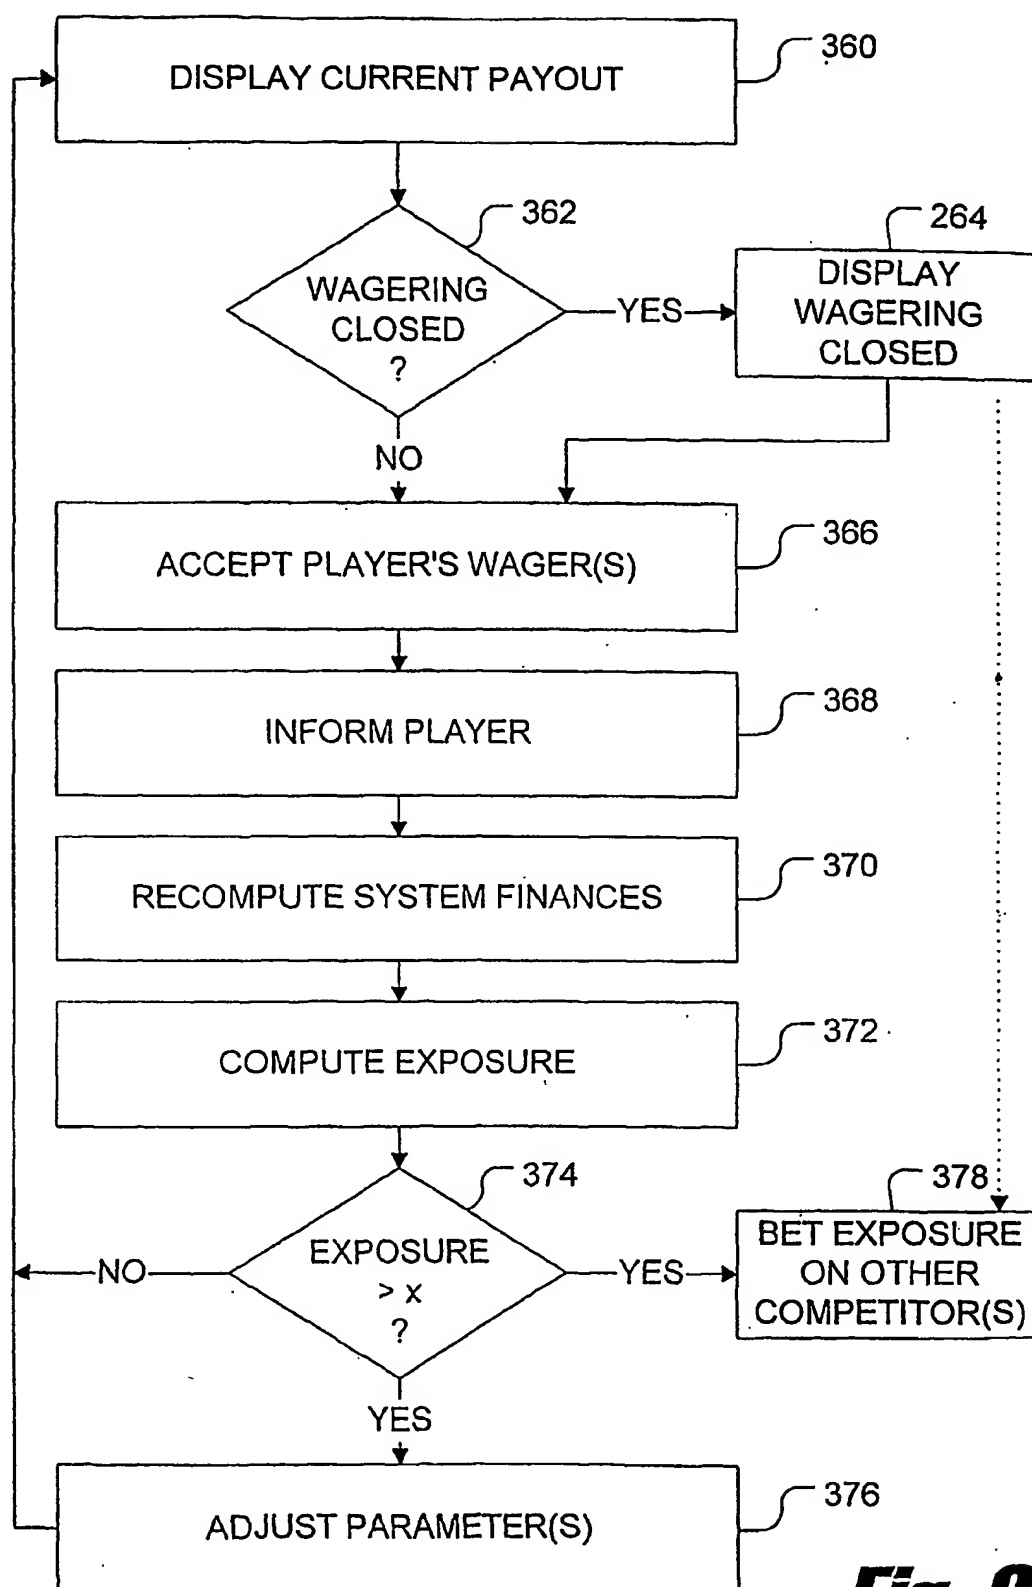 DISPLAY CURRENT PAYOUT
360
362
WAGERING
CLOSED
?
YES
264
DISPLAY
WAGERING
CLOSED
NO
ACCEPT PLAYER'S WAGER(S)
366
INFORM PLAYER
368
RECOMPUTE SYSTEM FINANCES
370
COMPUTE EXPOSURE
372
374
EXPOSURE
> x
?
NO
YES
378
BET EXPOSURE
ON OTHER
COMPETITOR(S)
YES
ADJUST PARAMETER(S)
376
Fig.